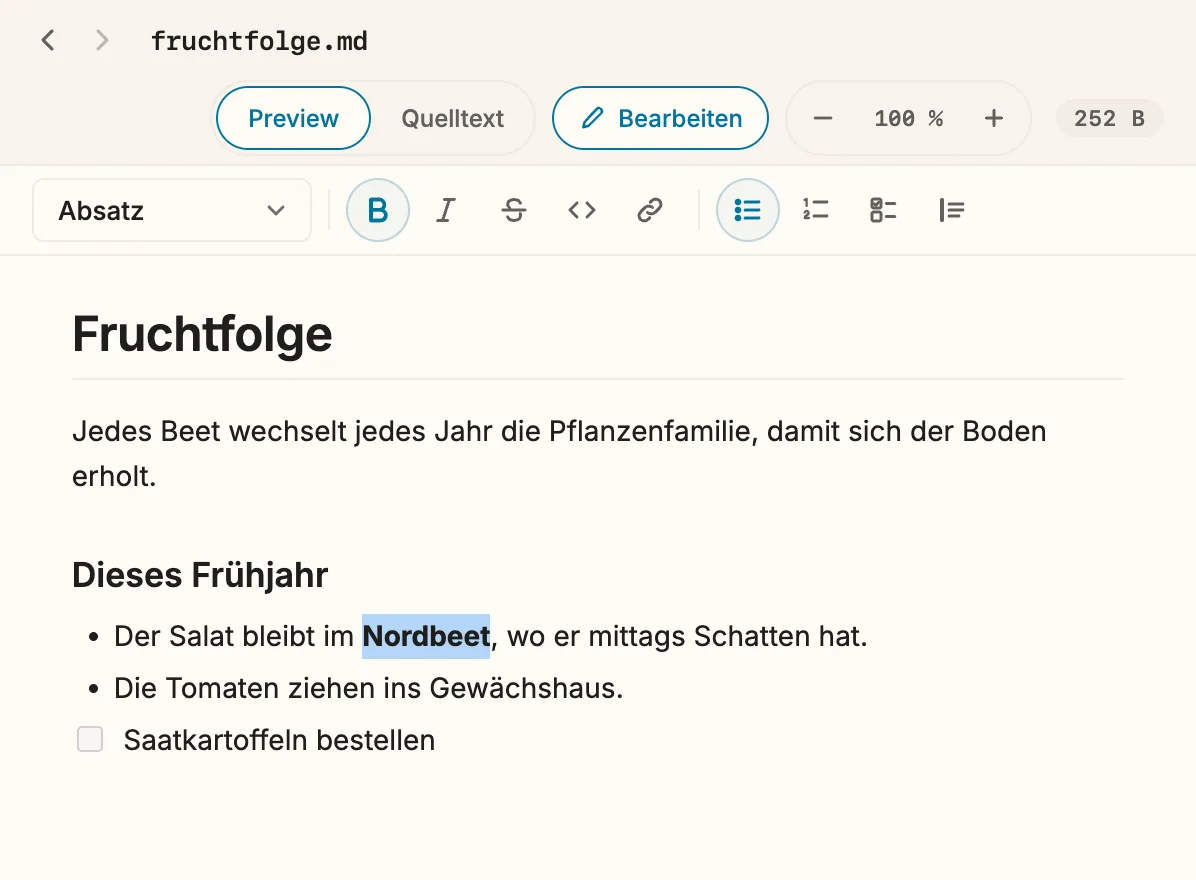 fruchtfolge.md
Preview Quelltext Bearbeiten 100 % 252 B
Absatz B I S
Fruchtfolge
Jedes Beet wechselt jedes Jahr die Pflanzenfamilie, damit sich der Boden
erholt.
Dieses Frühjahr
• Der Salat bleibt im Nordbeet, wo er mittags Schatten hat.
• Die Tomaten ziehen ins Gewächshaus.
Saatkartoffeln bestellen